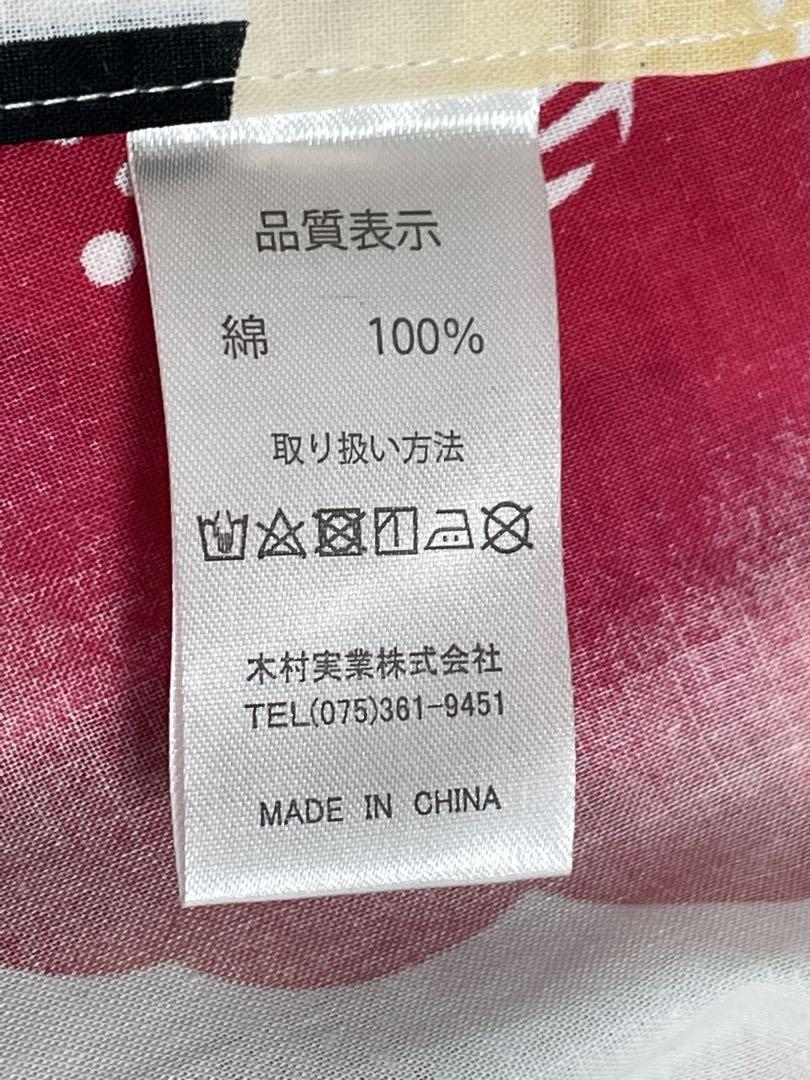 品質表示
綿 100%
取り扱い方法
木村実業株式会社
TEL(075)361-9451
MADE IN CHINA